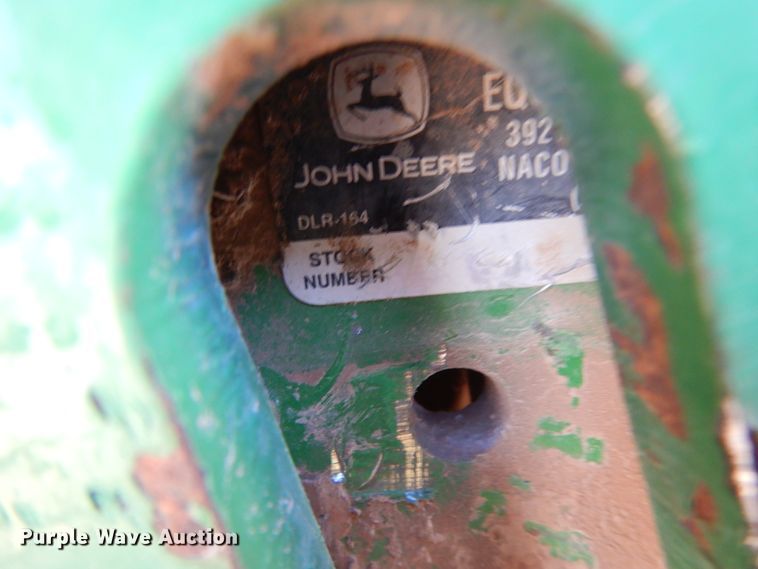 EQ
392
JOHN DEERE
NACO
DLR-164
STOCK
NUMBER
Purple Wave Auction